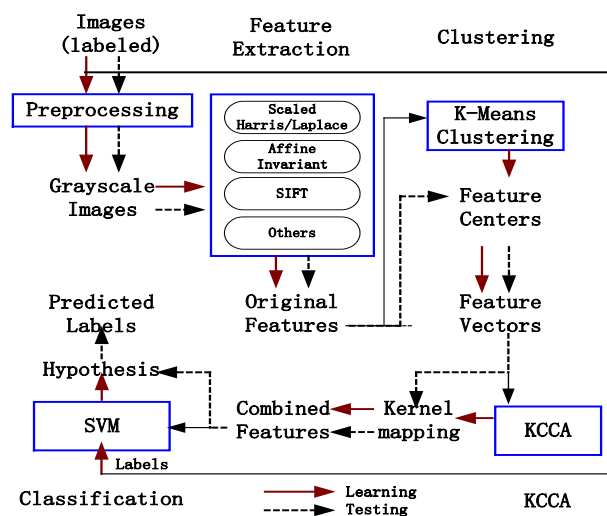 Images
(labeled)
Feature
Extraction
Clustering
Preprocessing
Scaled
Harris/Laplace
Affine
Invariant
SIFT
Others
K-Means
Clustering
Grayscale
Images
Feature
Centers
Original
Features
Feature
Vectors
Predicted
Labels
Hypothesis
SVM
Combined
Features
Kernel
mapping
KCCA
Labels
Classification
Learning
Testing
KCCA